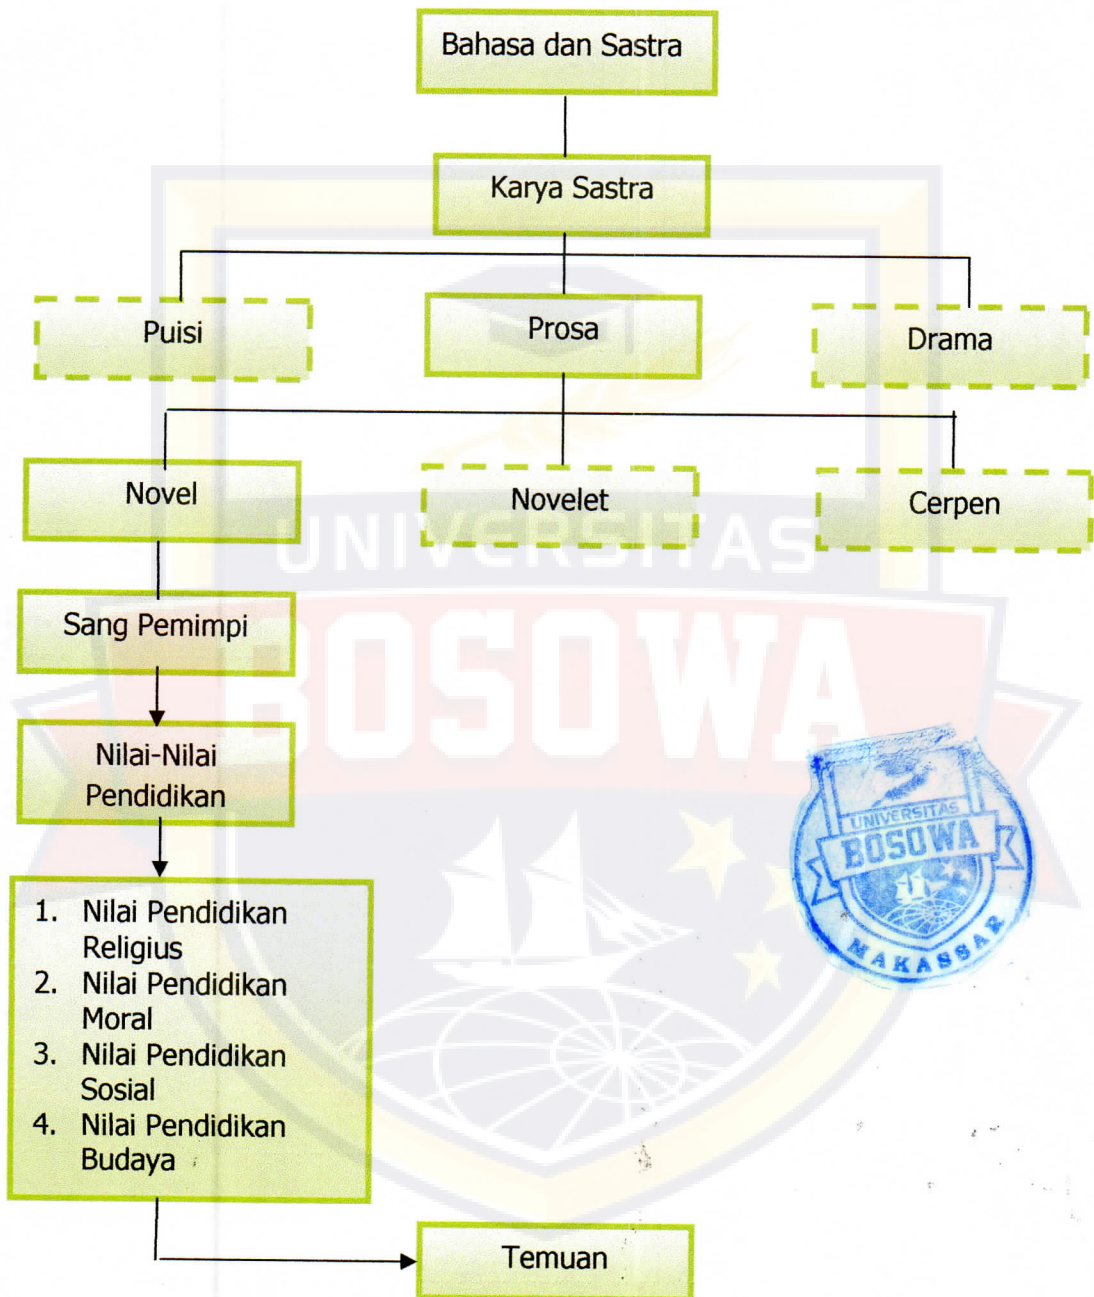 Bahasa dan Sastra
Karya Sastra
Puisi
Prosa
Drama
Novel
Novelet
Cerpen
UNIVERSITAS
Sang Pemimpi
BOSOWA
Nilai-Nilai
Pendidikan
UNIVERSITAS
BOSOWA
MAKASSAR
1. Nilai Pendidikan
Religius
2. Nilai Pendidikan
Moral
3. Nilai Pendidikan
Sosial
4. Nilai Pendidikan
Budaya
Temuan